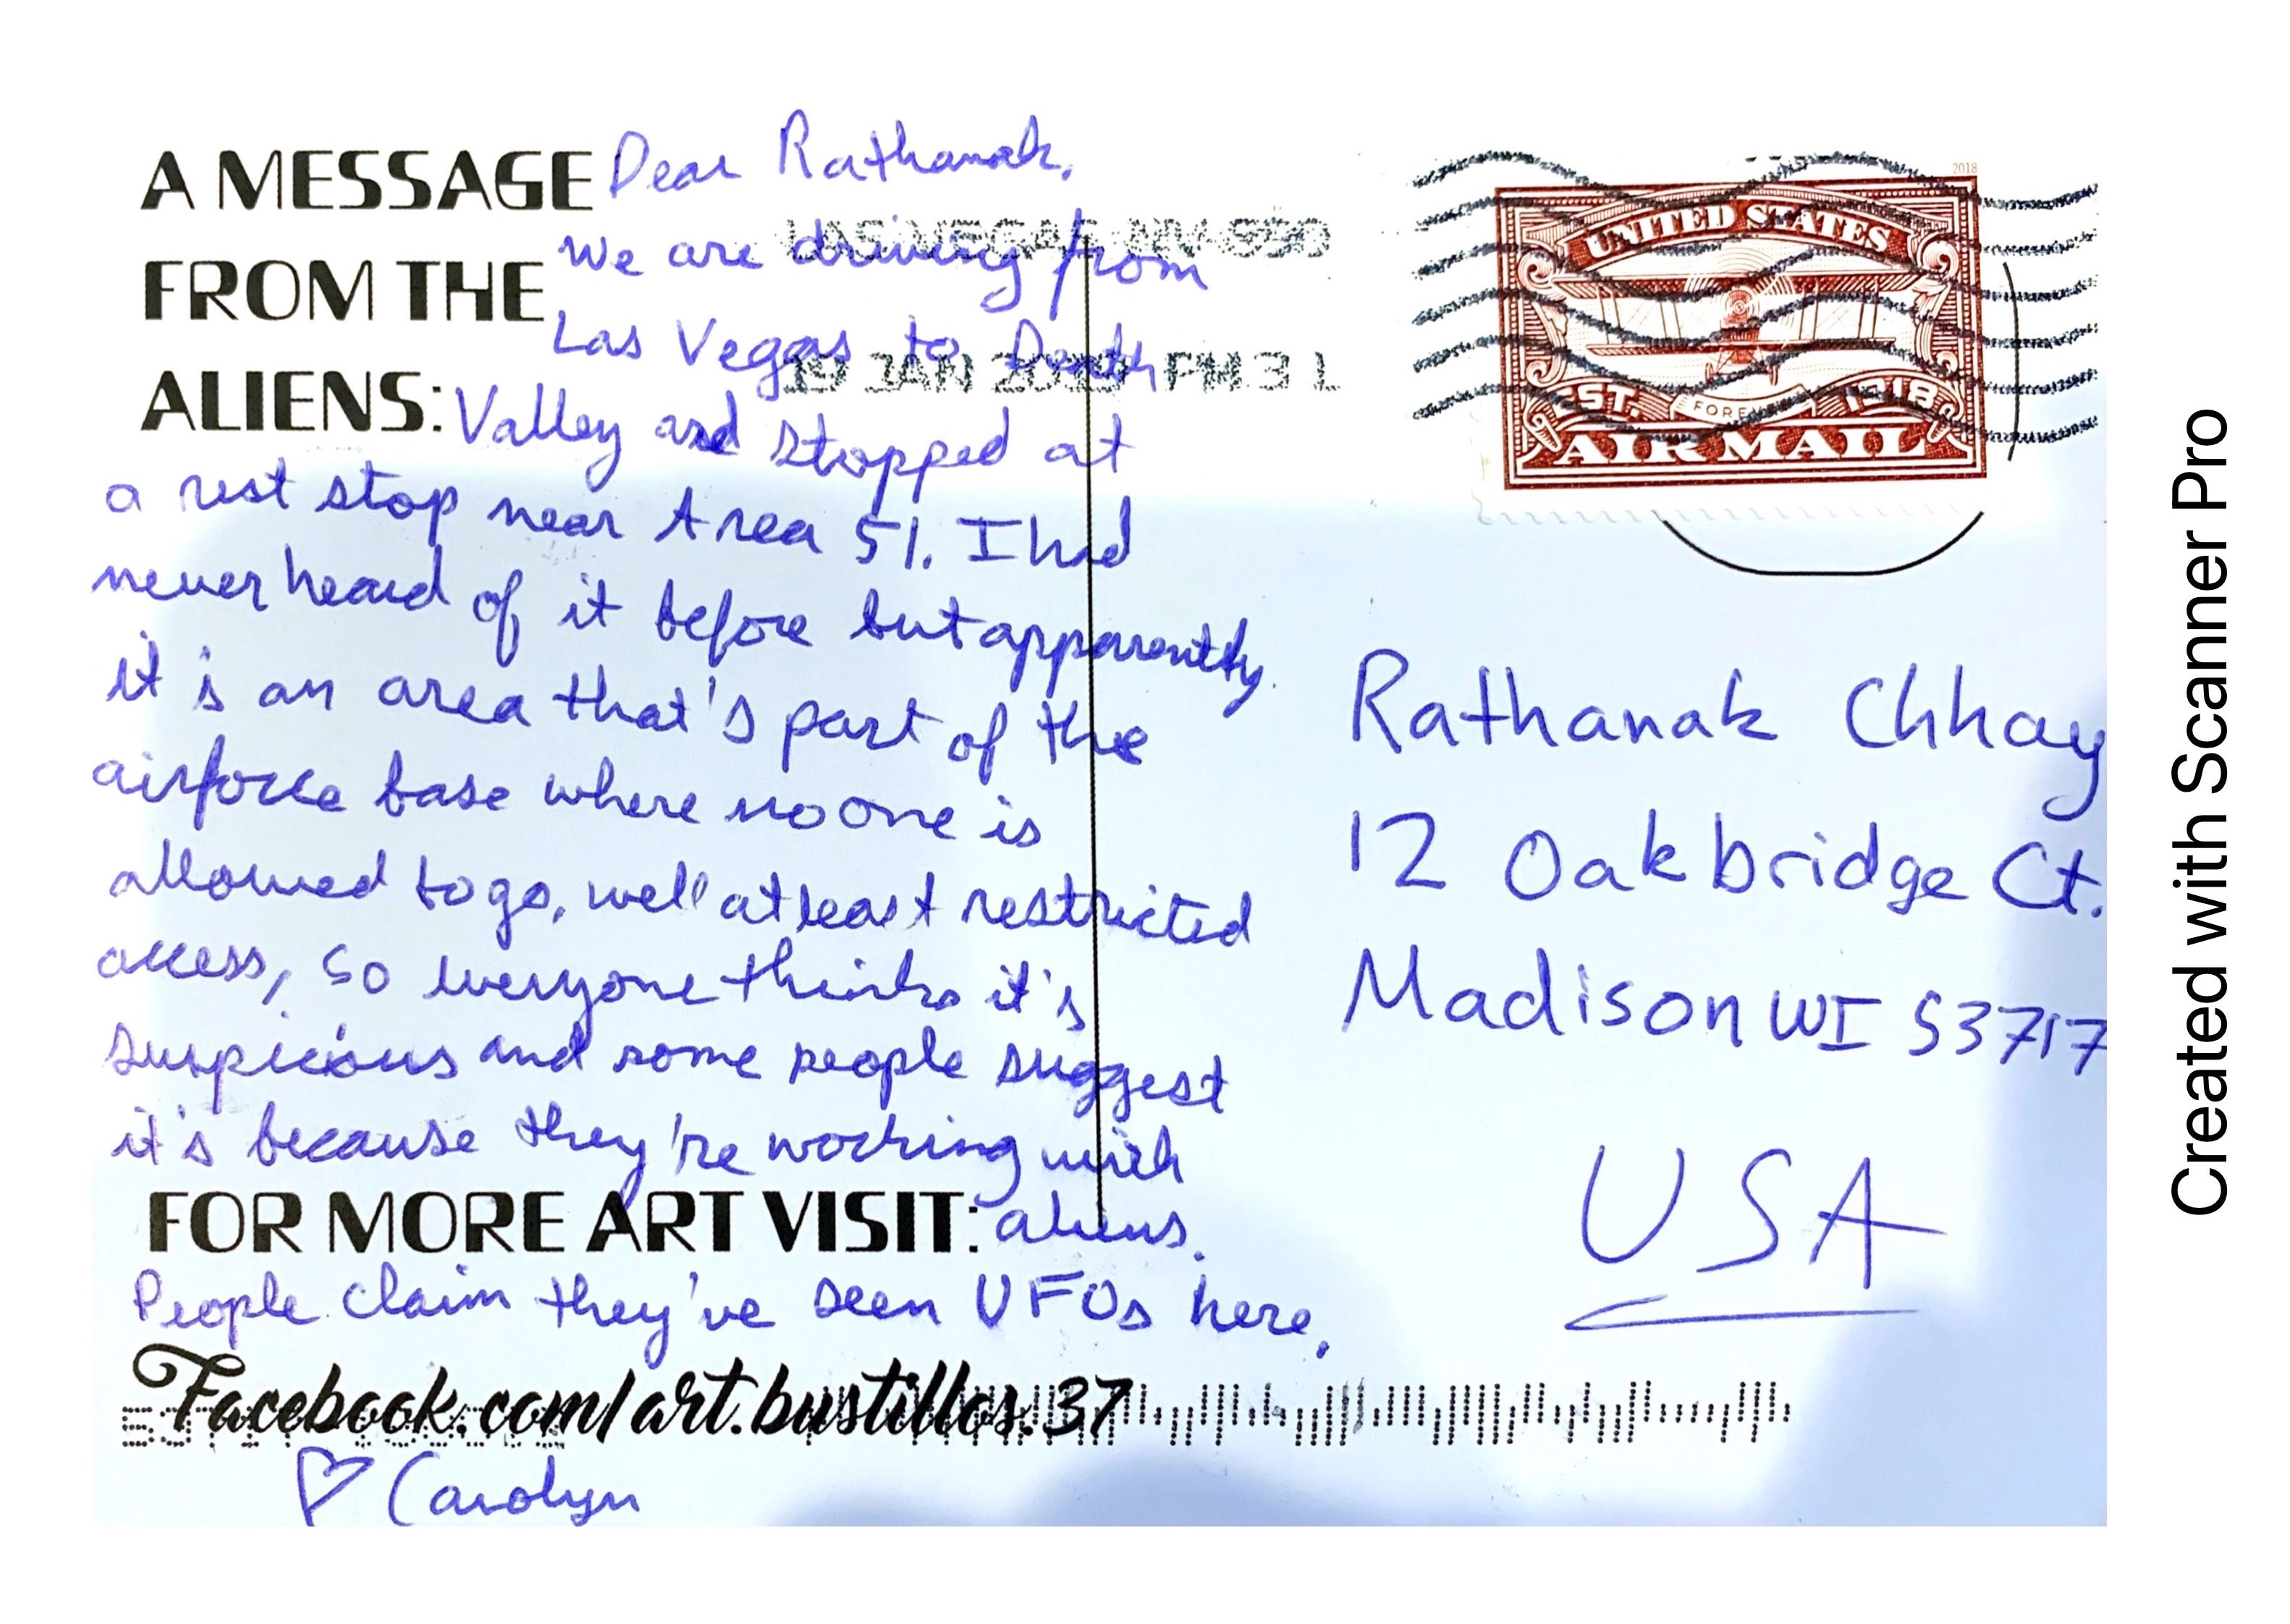 A MESSAGE Dear Rathanak,
LAS VEGAS NV 890
FROM THE We are driving from
Las Vegas to Death
19 JAN PM 3 L
ALIENS: Valley and stopped at
a rest stop near Area 51. I had
never heard of it before but apparently
it is an area that's part of the
airforce base where no one is
allowed to go, well at least restricted
access, so everyone thinks it's
suspicious and some people suggest
it's because they're working with
FOR MORE ART VISIT: aliens.
People claim they've seen UFOs here.
Facebook.com/art.bustillos.37
♡ Carolyn
2018
UNITED STATES
EST. 1918
FOREVER
AIR MAIL
Rathanak Chhay
12 Oakbridge Ct.
Madison WI 53717
USA
Created with Scanner Pro